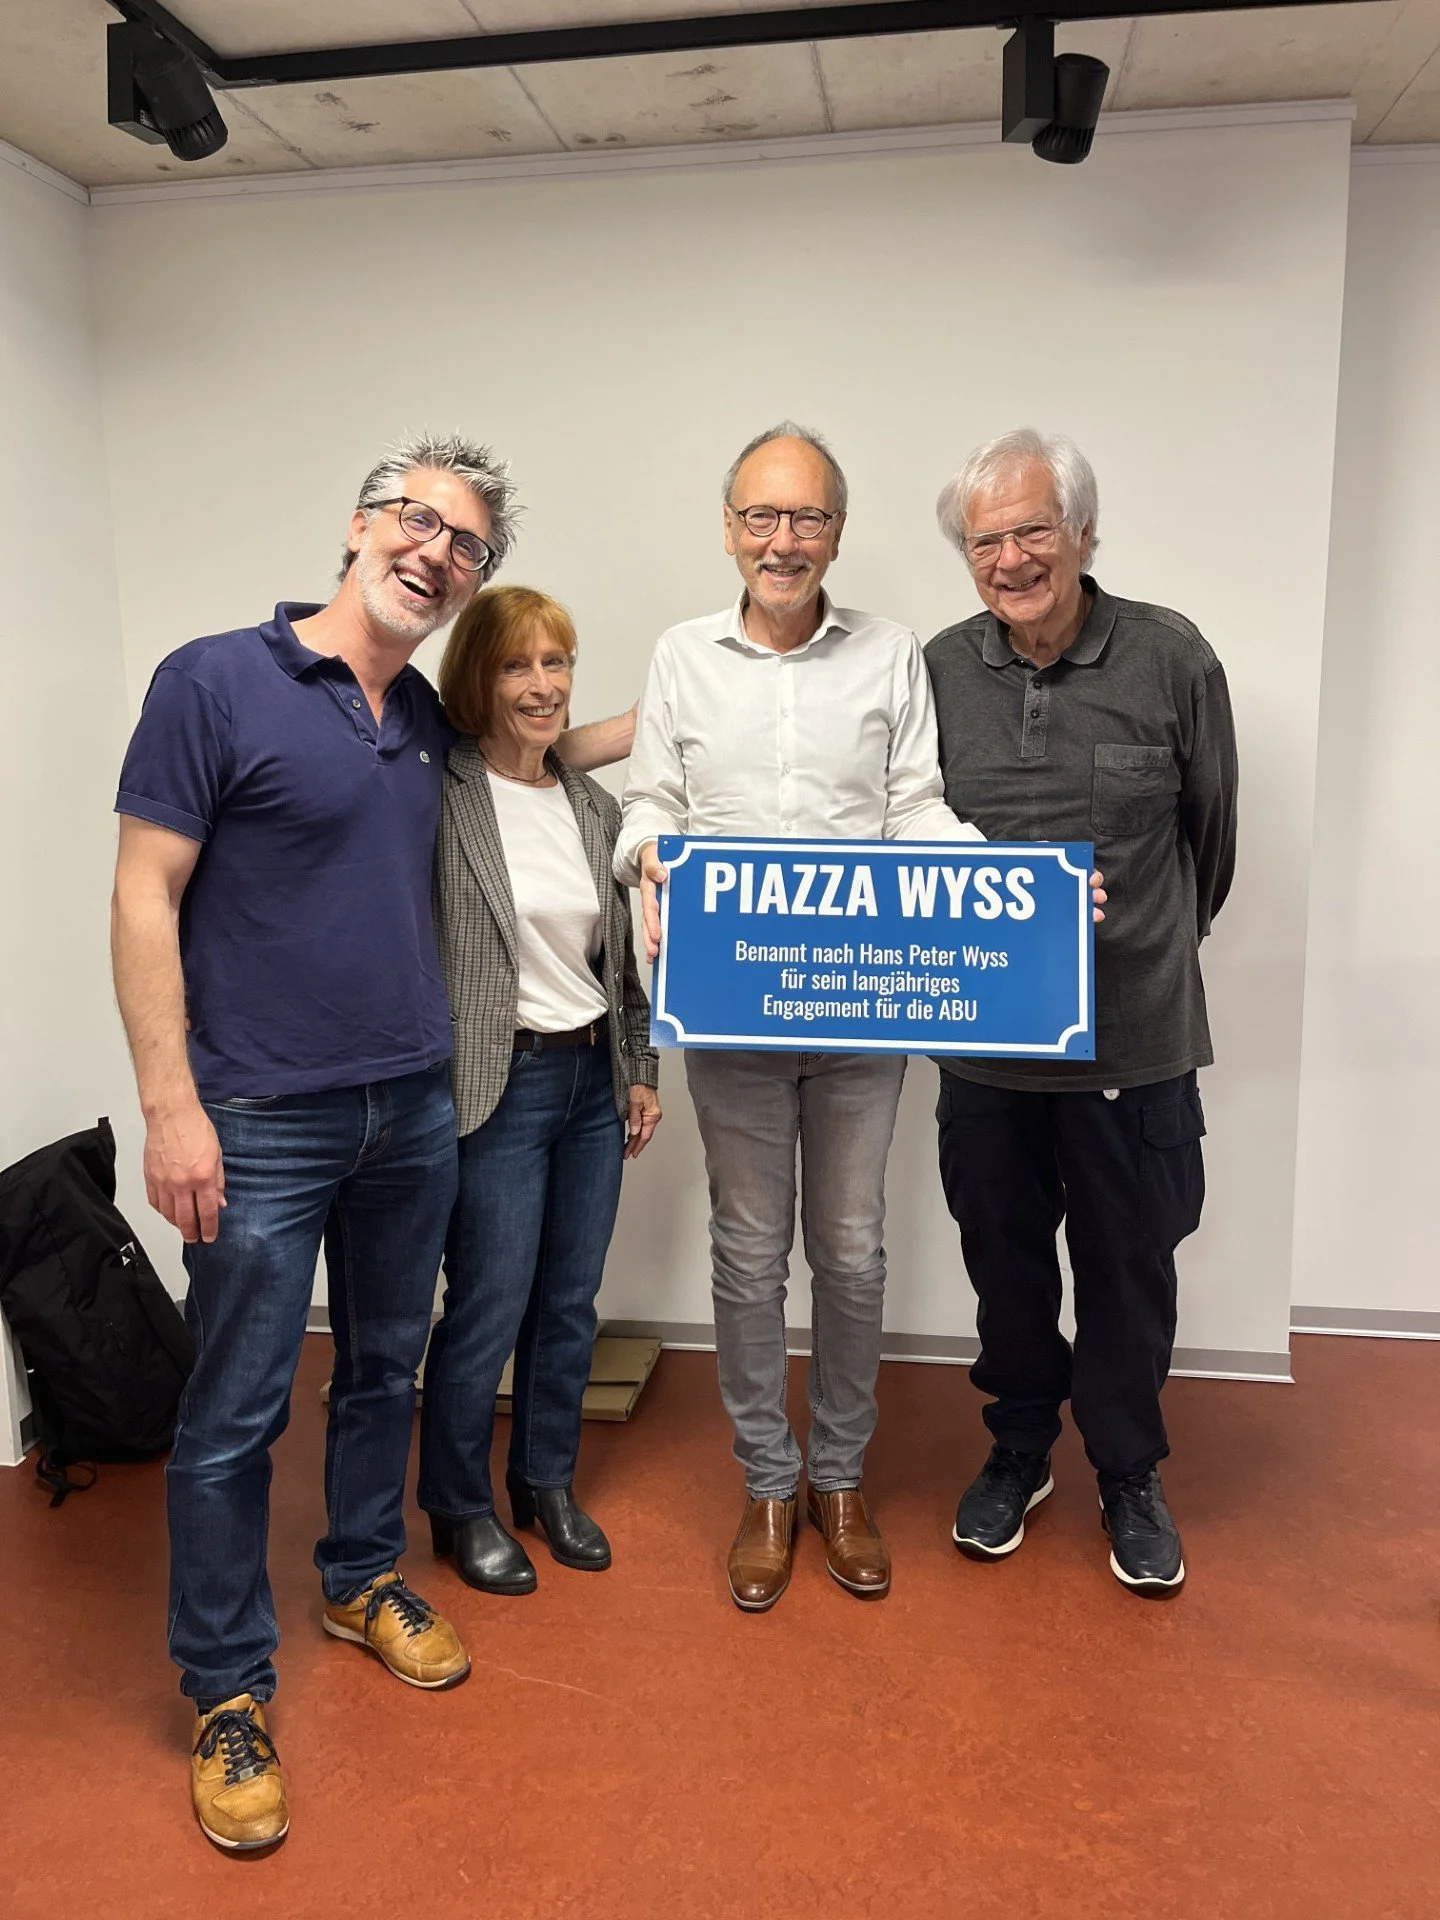 PIAZZA WYSS
Benannt nach Hans Peter Wyss
für sein langjähriges
Engagement für die ABU